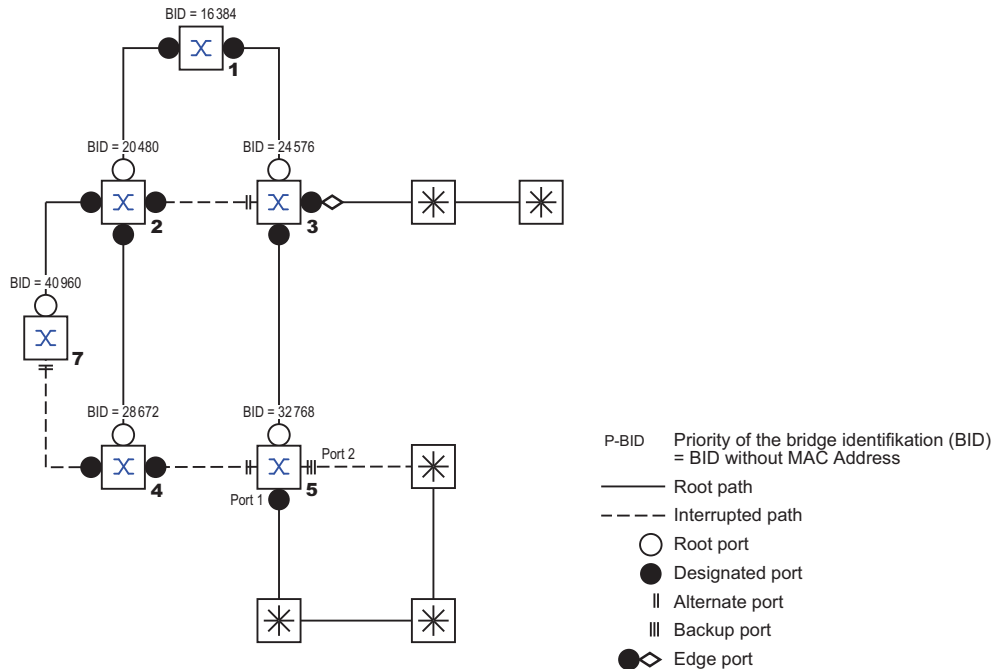 BID = 16 384
1
BID = 20 480
BID = 24 576
2
3
BID = 40 960
7
BID = 28 672
BID = 32 768
Port 2
4
5
Port 1
P-BID Priority of the bridge identifikation (BID)
= BID without MAC Address
Root path
Interrupted path
Root port
Designated port
Alternate port
Backup port
Edge port